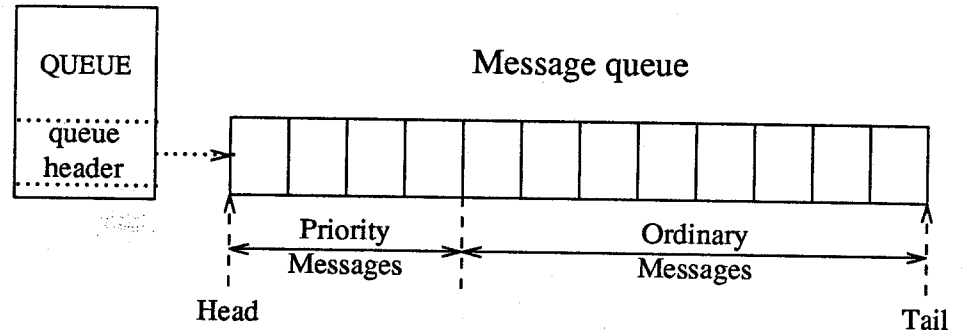 QUEUE
Message queue
queue
header
Priority
Messages
Ordinary
Messages
Head
Tail